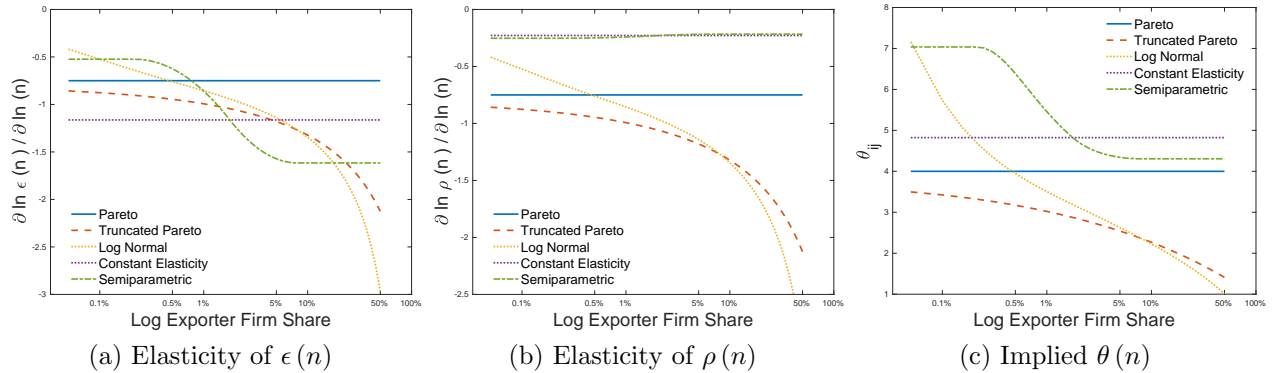 0
-0.5
-1
-1.5
-2
-2.5
-3
∂ ln ϵ (n) / ∂ ln (n)
Pareto
Truncated Pareto
Log Normal
Constant Elasticity
Semiparametric
0.1% 0.5% 1% 5% 10% 50% 100%
Log Exporter Firm Share
(a) Elasticity of ϵ (n)
0
-0.5
-1
-1.5
-2
-2.5
∂ ln ρ (n) / ∂ ln (n)
Pareto
Truncated Pareto
Log Normal
Constant Elasticity
Semiparametric
0.1% 0.5% 1% 5% 10% 50% 100%
Log Exporter Firm Share
(b) Elasticity of ρ (n)
8
7
6
5
4
3
2
1
θij
Pareto
Truncated Pareto
Log Normal
Constant Elasticity
Semiparametric
0.1% 0.5% 1% 5% 10% 50% 100%
Log Exporter Firm Share
(c) Implied θ (n)